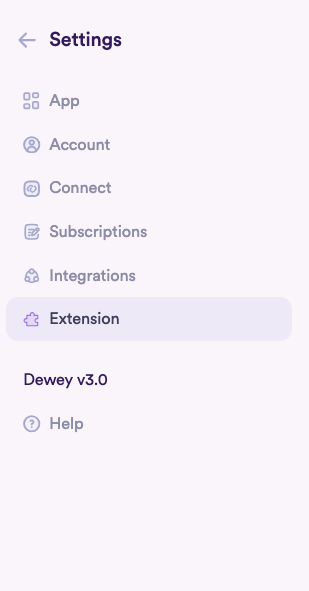 Settings
App
Account
Connect
Subscriptions
Integrations
Extension
Dewey v3.0
Help